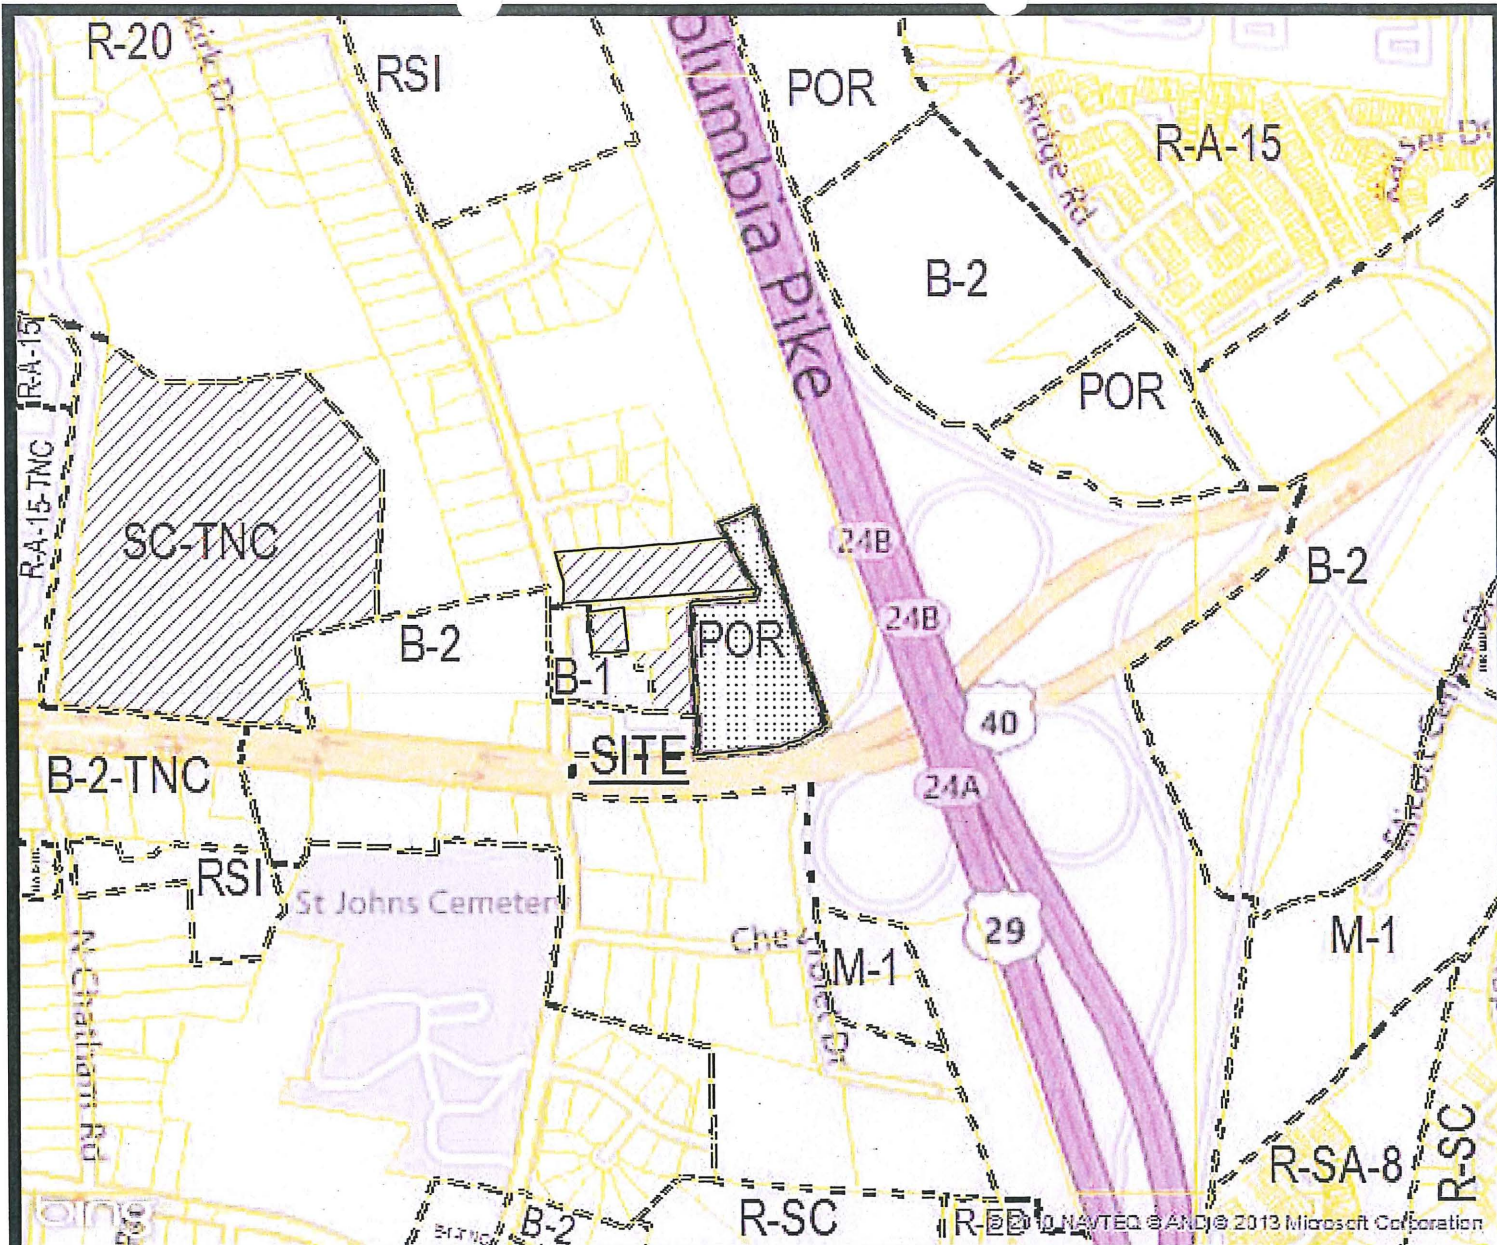 R-20
RSI
olumbia Pike
POR
N Ridge Rd
R-A-15
Kaiser Dr
B-2
POR
R-A-15
R-A-15-TNC
SC-TNC
B-2
B-1
POR
24B
24B
B-2
40
SITE
B-2-TNC
24A
RSI
St Johns Cemetery
29
N Chatham Rd
M-1
M-1
R-SA-8
R-SC
B-2
R-SC
R-ED
© 2010 NAVTEQ © AND © 2013 Microsoft Corporation